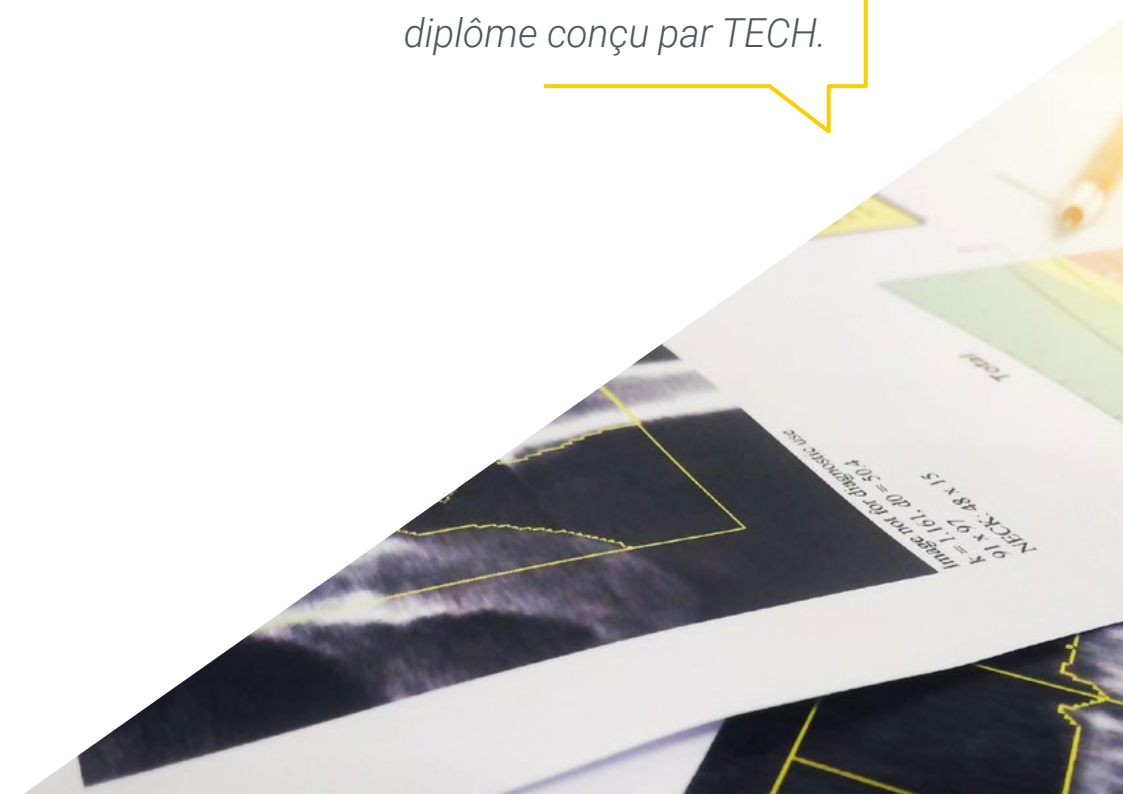 diplôme conçu par TECH.
Total
Image not for diagnostic use
k = 1.161, d0 = 50.4
91 x 97
NECK: 48 x 15